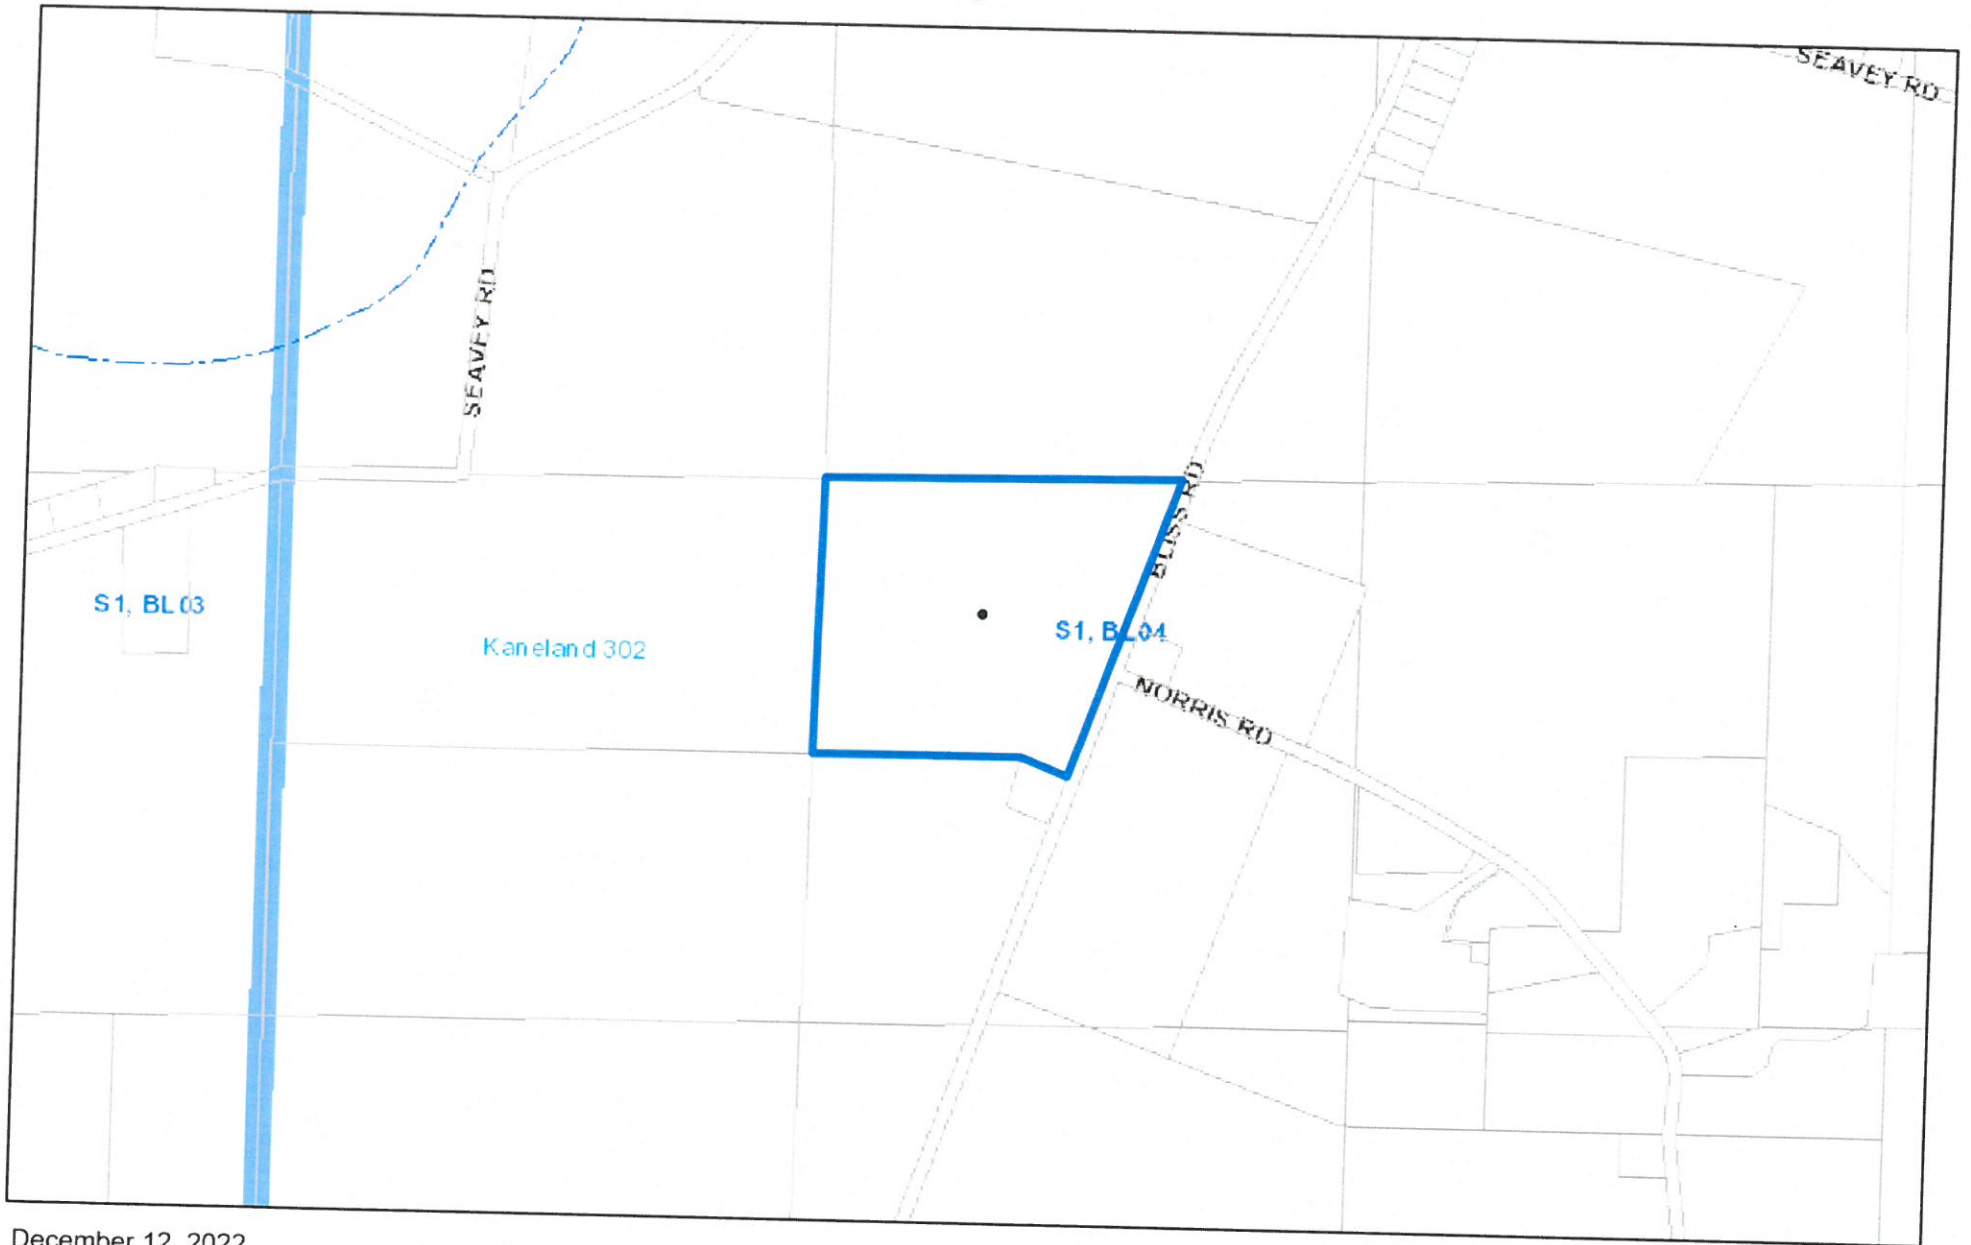 SEAVEY RD
SEAVEY RD
BLISS RD
S1, BL03
S1, BL04
Kaneland 302
NORRIS RD
December 12, 2022